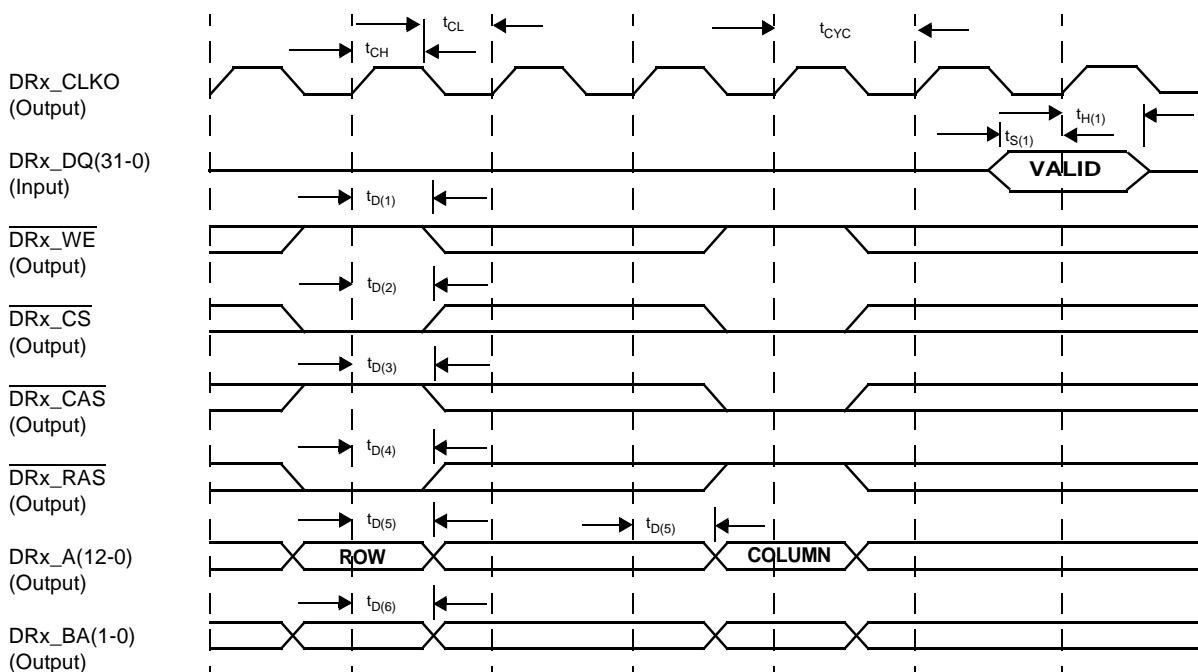 tCL
tCH
tCYC
DRx_CLKO
(Output)
tH(1)
tS(1)
DRx_DQ(31-0)
(Input)
VALID
tD(1)
DRx_WE
(Output)
tD(2)
DRx_CS
(Output)
tD(3)
DRx_CAS
(Output)
tD(4)
DRx_RAS
(Output)
tD(5) tD(5)
DRx_A(12-0) ROW COLUMN
(Output)
tD(6)
DRx_BA(1-0)
(Output)